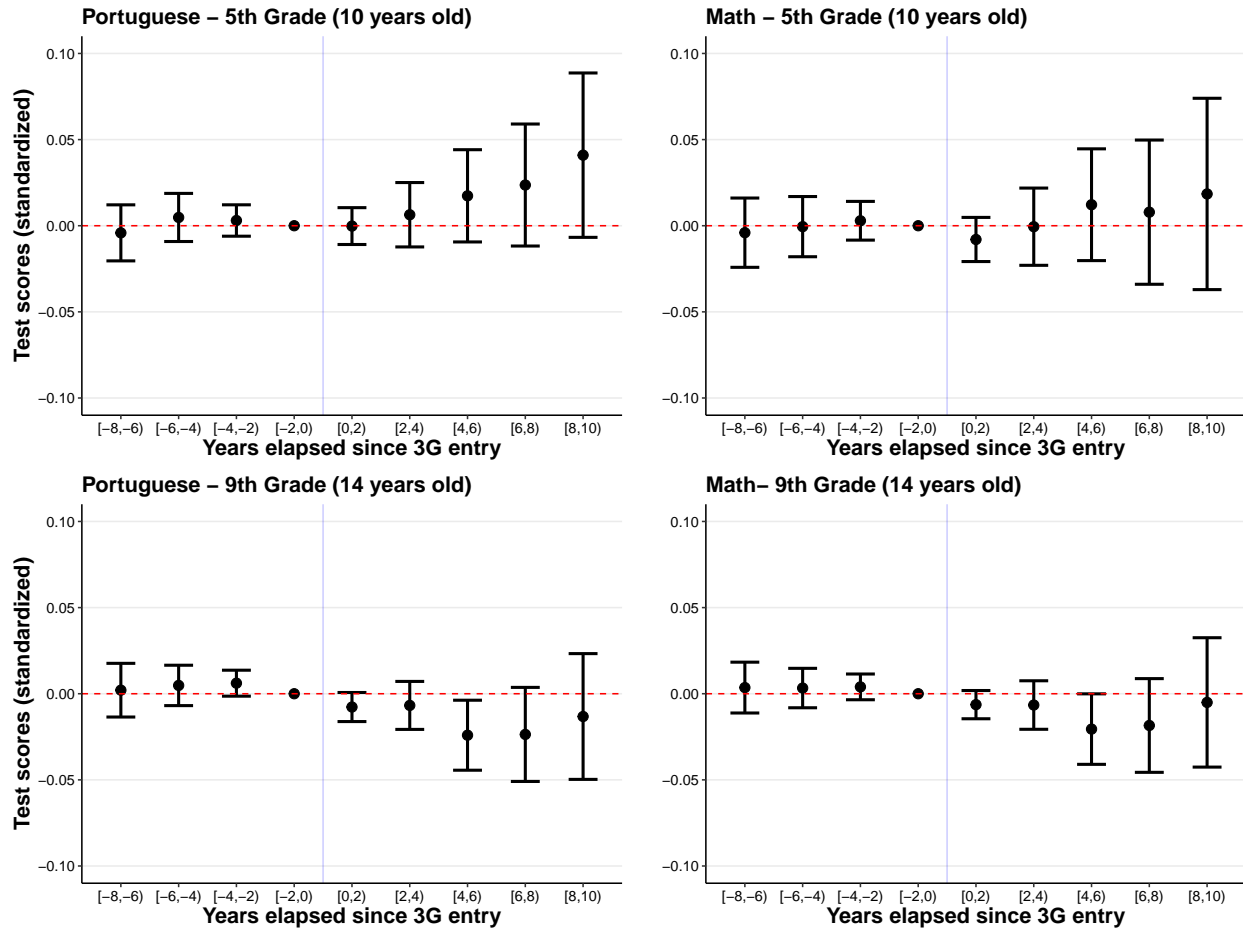 Portuguese – 5th Grade (10 years old)
Test scores (standardized)
0.10
0.05
0.00
−0.05
−0.10
[−8,−6) [−6,−4) [−4,−2) [−2,0) [0,2) [2,4) [4,6) [6,8) [8,10)
Years elapsed since 3G entry
Math – 5th Grade (10 years old)
0.10
0.05
0.00
−0.05
−0.10
[−8,−6) [−6,−4) [−4,−2) [−2,0) [0,2) [2,4) [4,6) [6,8) [8,10)
Years elapsed since 3G entry
Portuguese – 9th Grade (14 years old)
Test scores (standardized)
0.10
0.05
0.00
−0.05
−0.10
[−8,−6) [−6,−4) [−4,−2) [−2,0) [0,2) [2,4) [4,6) [6,8) [8,10)
Years elapsed since 3G entry
Math– 9th Grade (14 years old)
0.10
0.05
0.00
−0.05
−0.10
[−8,−6) [−6,−4) [−4,−2) [−2,0) [0,2) [2,4) [4,6) [6,8) [8,10)
Years elapsed since 3G entry